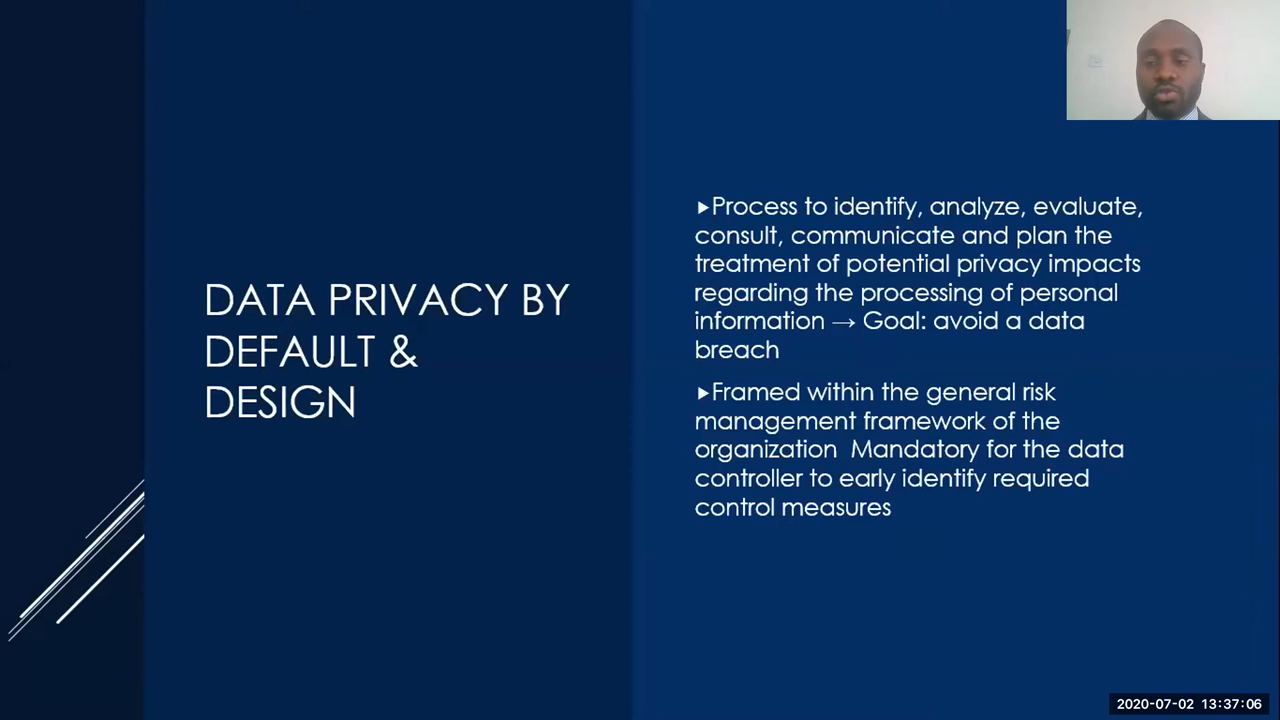 DATA PRIVACY BY
DEFAULT &
DESIGN
▸Process to identify, analyze, evaluate,
consult, communicate and plan the
treatment of potential privacy impacts
regarding the processing of personal
information → Goal: avoid a data
breach
▸Framed within the general risk
management framework of the
organization  Mandatory for the data
controller to early identify required
control measures
2020-07-02 13:37:06